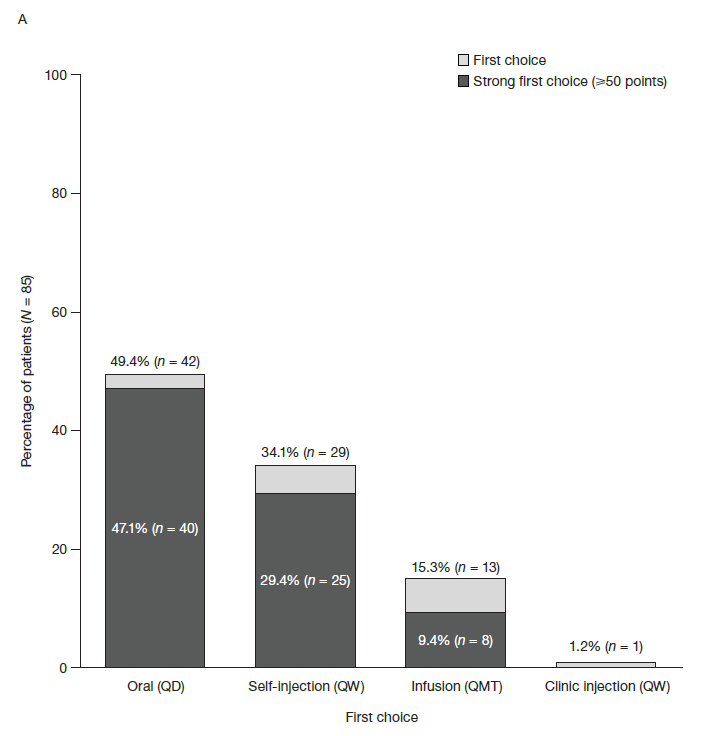 A
First choice
Strong first choice (⩾50 points)
100
80
60
40
20
0
Percentage of patients (N = 85)
49.4% (n = 42)
47.1% (n = 40)
34.1% (n = 29)
29.4% (n = 25)
15.3% (n = 13)
9.4% (n = 8)
1.2% (n = 1)
Oral (QD)
Self-injection (QW)
Infusion (QMT)
Clinic injection (QW)
First choice